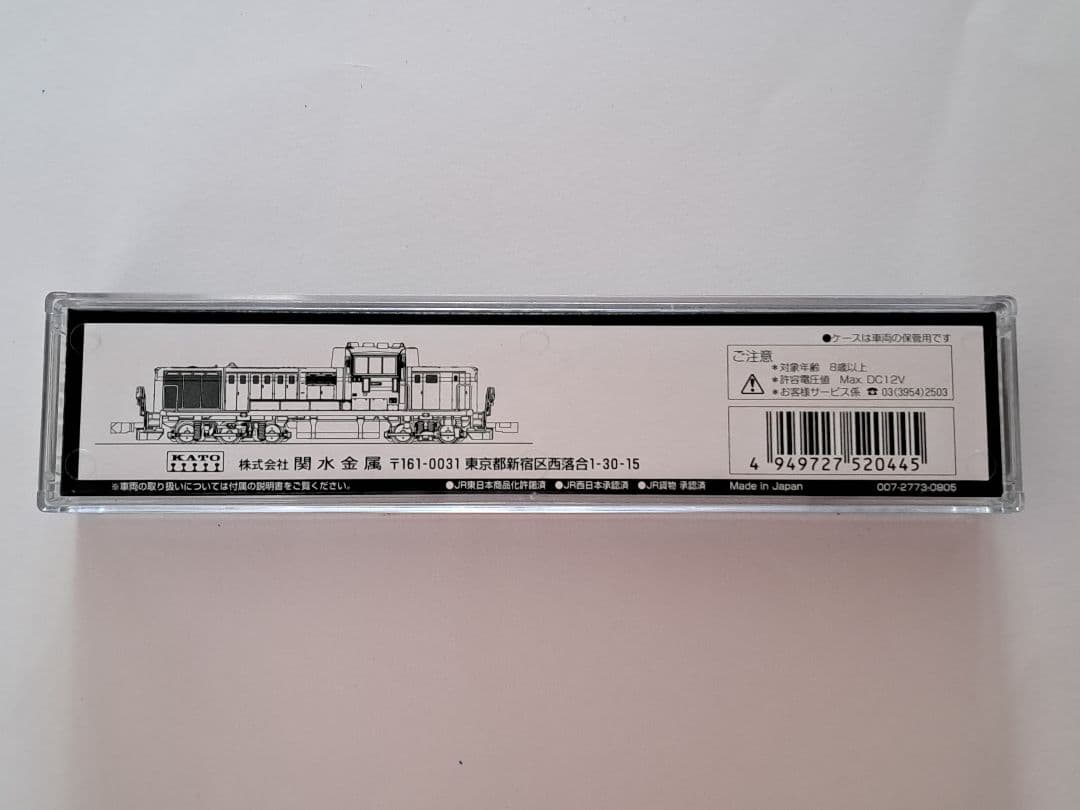 ●ケースは車両の保管用です
ご注意
＊対象年齢　8歳以上
＊許容電圧値　Max. DC12V
＊お客様サービス係 ☎ 03(3954)2503
4 949727 520445
KATO
株式会社 関水金属 〒161-0031 東京都新宿区西落合1-30-15
※車両の取り扱いについては付属の説明書をご覧ください。 ●JR東日本商品化許諾済 ●JR西日本承認済 ●JR貨物 承認済 Made in Japan 007-2773-0905